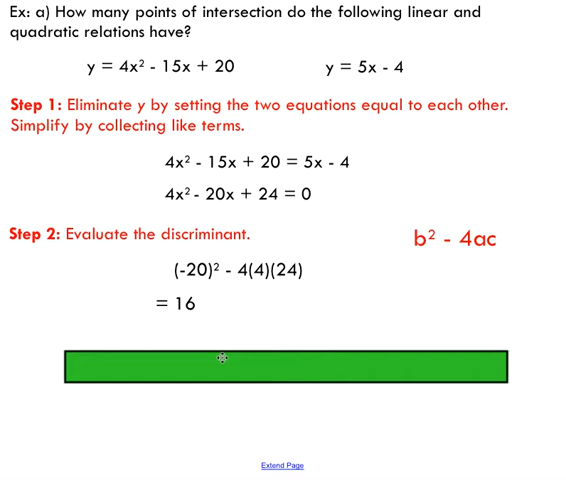 Ex: a) How many points of intersection do the following linear and
quadratic relations have?
y = 4x² - 15x + 20 y = 5x - 4
Step 1: Eliminate y by setting the two equations equal to each other.
Simplify by collecting like terms.
4x² - 15x + 20 = 5x - 4
4x² - 20x + 24 = 0
Step 2: Evaluate the discriminant.
b² - 4ac
(-20)² - 4(4)(24)
= 16
Extend Page